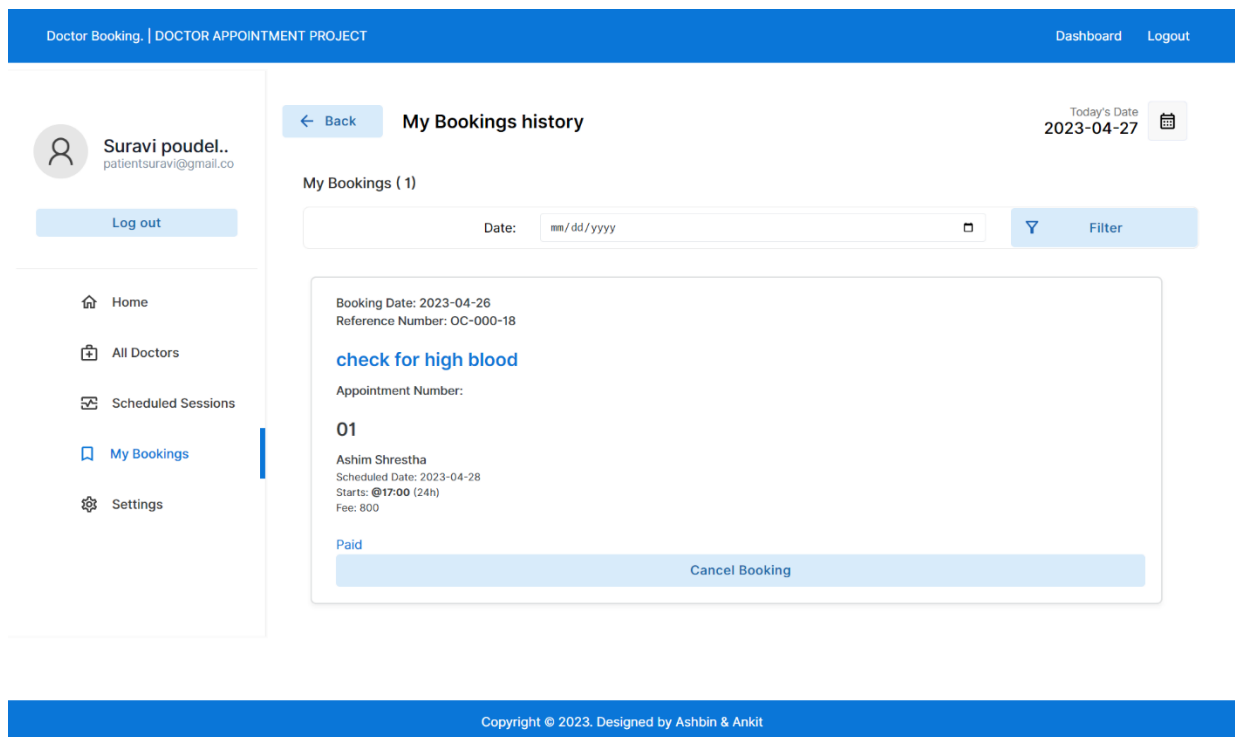 Doctor Booking. | DOCTOR APPOINTMENT PROJECT
Dashboard
Logout
Suravi poudel..
patientsuravi@gmail.co
Log out
Home
All Doctors
Scheduled Sessions
My Bookings
Settings
← Back
My Bookings history
Today's Date
2023-04-27
My Bookings ( 1)
Date:
mm/dd/yyyy
Filter
Booking Date: 2023-04-26
Reference Number: OC-000-18
check for high blood
Appointment Number:
01
Ashim Shrestha
Scheduled Date: 2023-04-28
Starts: @17:00 (24h)
Fee: 800
Paid
Cancel Booking
Copyright © 2023. Designed by Ashbin & Ankit